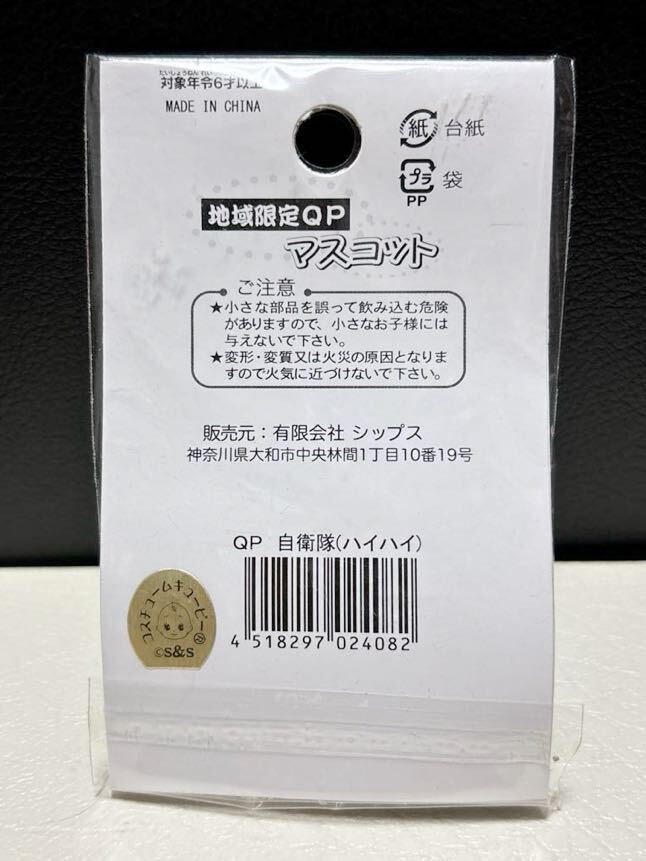 たいしょうねんれい
対象年令6才以上
MADE IN CHINA
紙 台紙
プラ 袋
PP
地域限定QP
マスコット
ご注意
★小さな部品を誤って飲み込む危険
がありますので、小さなお子様には
与えないで下さい。
★変形・変質又は火災の原因となりま
すので火気に近づけないで下さい。
販売元：有限会社 シップス
神奈川県大和市中央林間1丁目10番19号
QP 自衛隊(ハイハイ)
4 518297 024082
コスチュームキューピー
©S&S